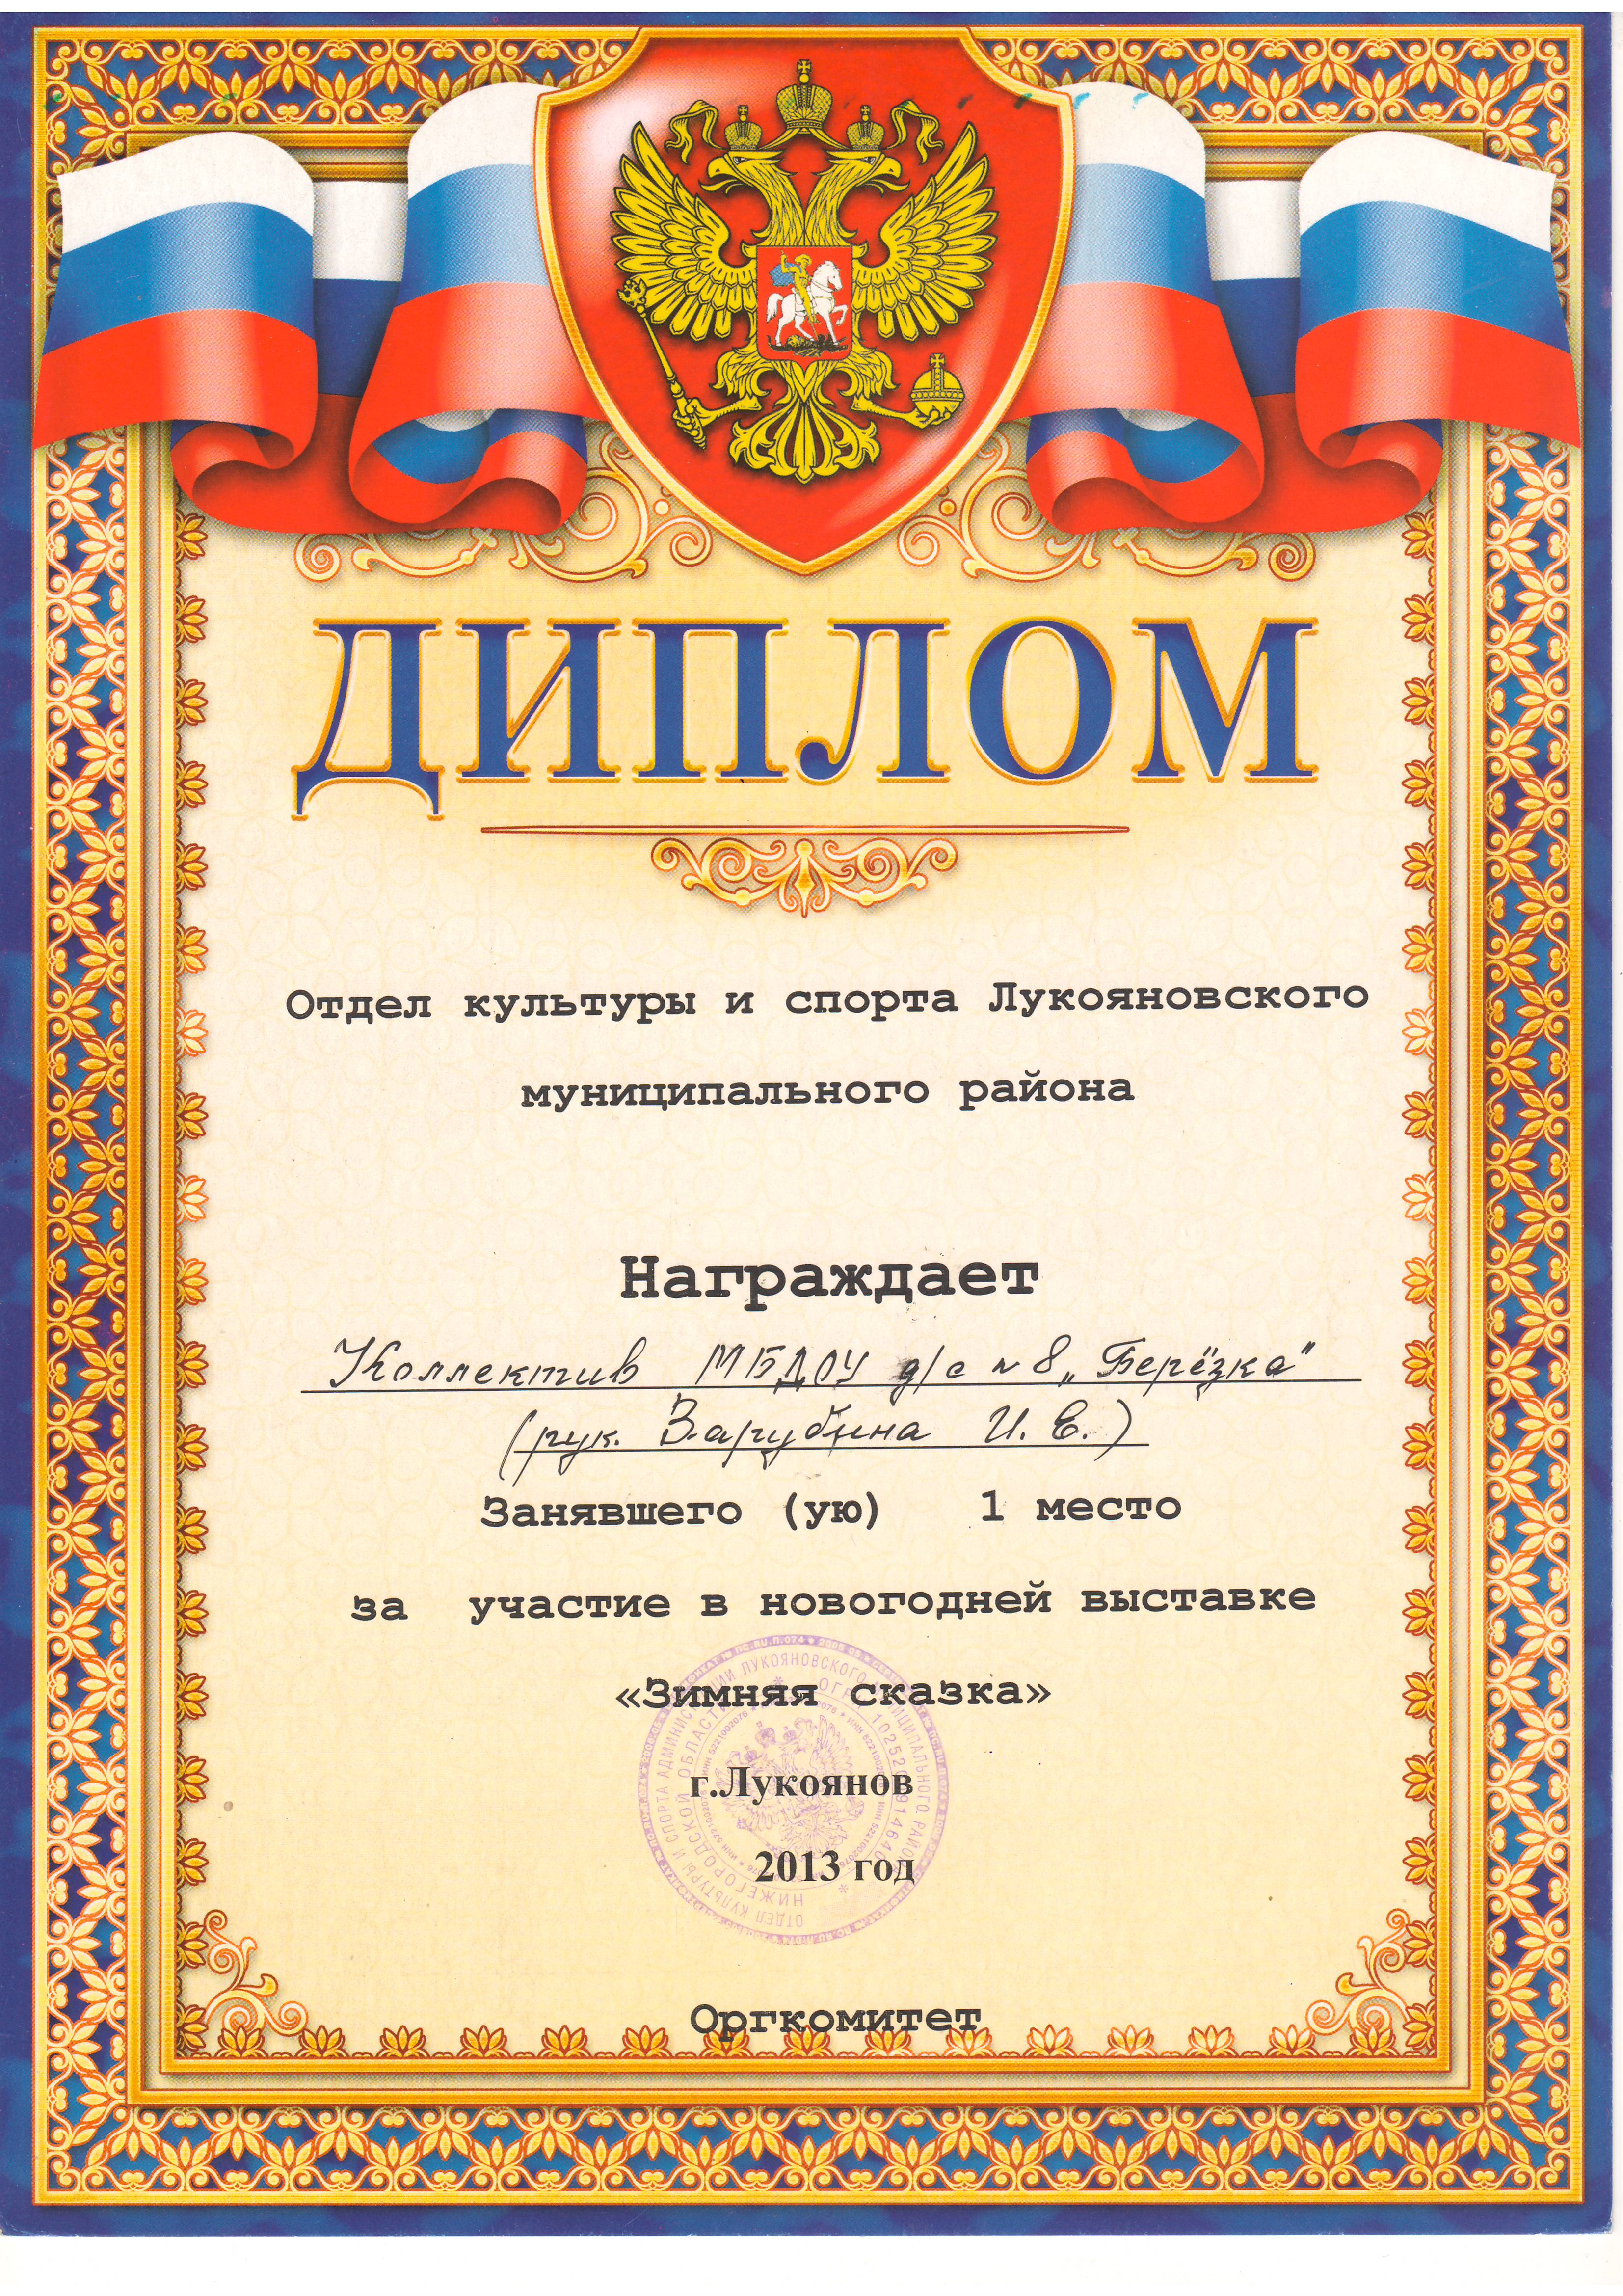 ДИПЛОМ
Отдел культуры и спорта Лукояновского
муниципального района
Награждает
Коллектив МБДОУ д/с №8 „Берёзка"
(рук. Зарубина И. Е.)
Занявшего (ую) 1 место
за участие в новогодней выставке
«Зимняя сказка»
г.Лукоянов
2013 год
Оргкомитет